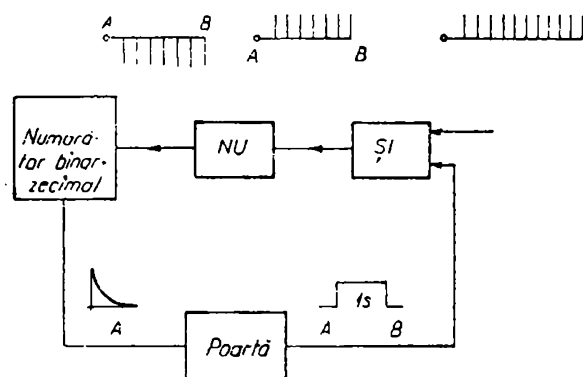 A B
A B
Numără-
tor binar-
zecimal
NU
ȘI
A
1s
A B
Poartă